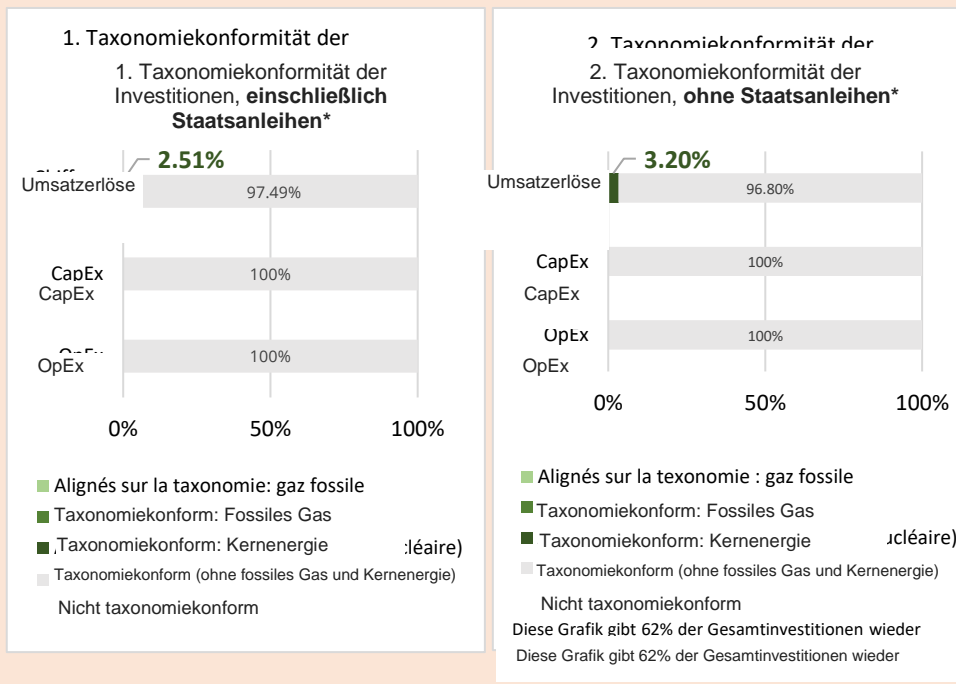 1. Taxonomiekonformität der
1. Taxonomiekonformität der
Investitionen, einschließlich
Staatsanleihen*
2.51%
Umsatzerlöse
97.49%
CapEx
CapEx
100%
OpEx
100%
0% 50% 100%
Alignés sur la taxonomie: gaz fossile
Taxonomiekonform: Fossiles Gas
Taxonomiekonform: Kernenergie
Taxonomiekonform (ohne fossiles Gas und Kernenergie)
Nicht taxonomiekonform
2. Taxonomiekonformität der
2. Taxonomiekonformität der
Investitionen, ohne Staatsanleihen*
3.20%
Umsatzerlöse
96.80%
CapEx
CapEx
100%
OpEx
OpEx
100%
0% 50% 100%
Alignés sur la texonomie : gaz fossile
Taxonomiekonform: Fossiles Gas
Taxonomiekonform: Kernenergie
Taxonomiekonform (ohne fossiles Gas und Kernenergie)
Nicht taxonomiekonform
Diese Grafik gibt 62% der Gesamtinvestitionen wieder
Diese Grafik gibt 62% der Gesamtinvestitionen wieder